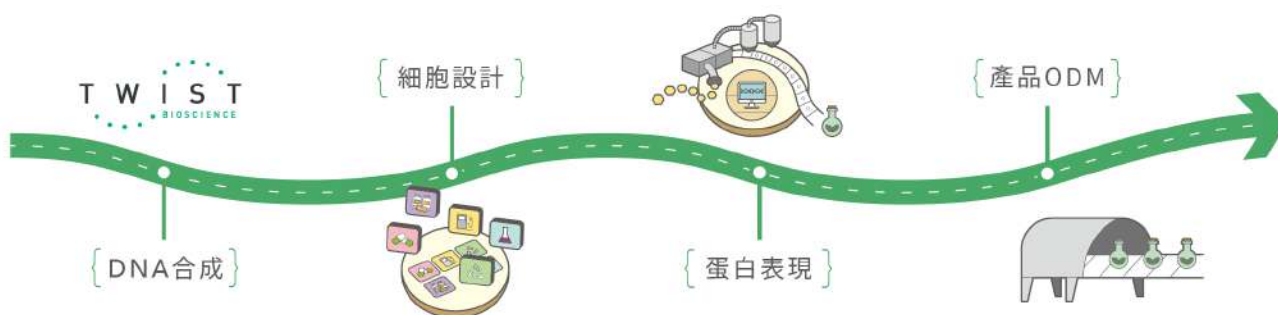 TWIST
BIOSCIENCE
DNA合成
細胞設計
蛋白表現
產品ODM